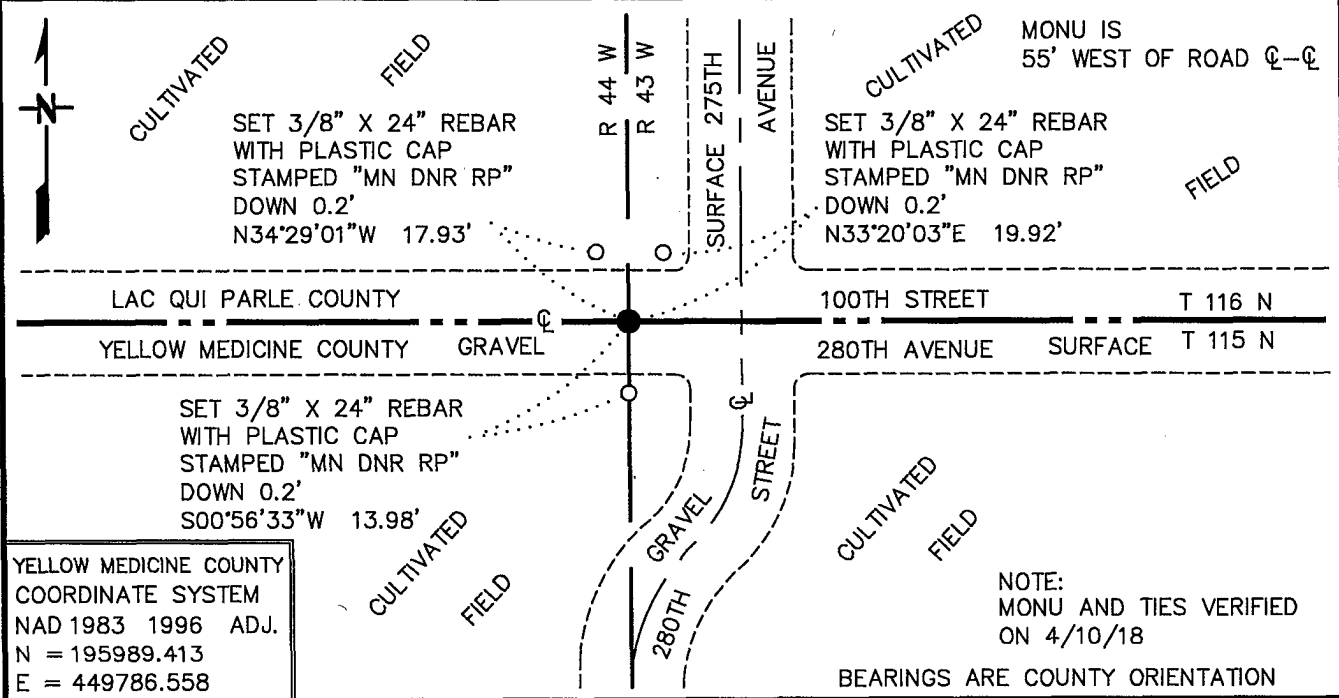 N
CULTIVATED
FIELD
SET 3/8" X 24" REBAR
WITH PLASTIC CAP
STAMPED "MN DNR RP"
DOWN 0.2'
N34°29'01"W 17.93'
R 44 W
R 43 W
SURFACE 275TH
AVENUE
CULTIVATED
FIELD
MONU IS
55' WEST OF ROAD ℄-℄
SET 3/8" X 24" REBAR
WITH PLASTIC CAP
STAMPED "MN DNR RP"
DOWN 0.2'
N33°20'03"E 19.92'
LAC QUI PARLE COUNTY
℄
100TH STREET
T 116 N
YELLOW MEDICINE COUNTY
GRAVEL
280TH AVENUE
SURFACE
T 115 N
SET 3/8" X 24" REBAR
WITH PLASTIC CAP
STAMPED "MN DNR RP"
DOWN 0.2'
S00°56'33"W 13.98'
℄
GRAVEL
280TH
STREET
CULTIVATED
FIELD
CULTIVATED
FIELD
YELLOW MEDICINE COUNTY
COORDINATE SYSTEM
NAD 1983 1996 ADJ.
N = 195989.413
E = 449786.558
NOTE:
MONU AND TIES VERIFIED
ON 4/10/18
BEARINGS ARE COUNTY ORIENTATION